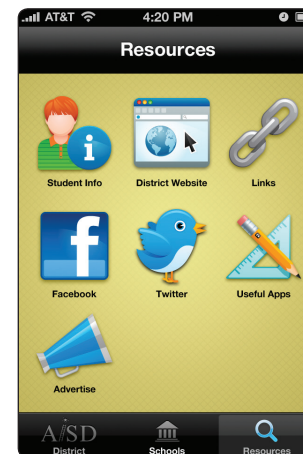 AT&T 4:20 PM
Resources
Student Info District Website Links
Facebook Twitter Useful Apps
Advertise
AISD
District Schools Resources